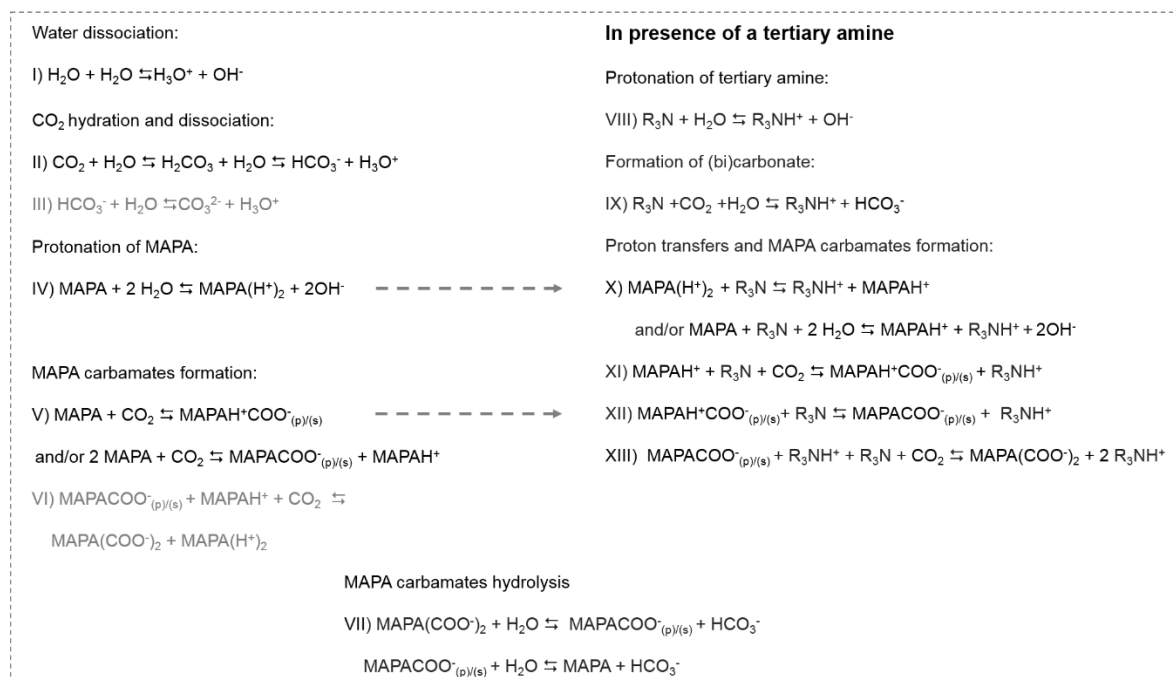 Water dissociation:
I) H₂O + H₂O ⇆H₃O⁺ + OH⁻
CO₂ hydration and dissociation:
II) CO₂ + H₂O ⇆ H₂CO₃ + H₂O ⇆ HCO₃⁻ + H₃O⁺
III) HCO₃⁻ + H₂O ⇆CO₃²⁻ + H₃O⁺
Protonation of MAPA:
IV) MAPA + 2 H₂O ⇆ MAPA(H⁺)₂ + 2OH⁻
MAPA carbamates formation:
V) MAPA + CO₂ ⇆ MAPAH⁺COO⁻₍ₚ₎/₍ₛ₎
and/or 2 MAPA + CO₂ ⇆ MAPACOO⁻₍ₚ₎/₍ₛ₎ + MAPAH⁺
VI) MAPACOO⁻₍ₚ₎/₍ₛ₎ + MAPAH⁺ + CO₂ ⇆
MAPA(COO⁻)₂ + MAPA(H⁺)₂
In presence of a tertiary amine
Protonation of tertiary amine:
VIII) R₃N + H₂O ⇆ R₃NH⁺ + OH⁻
Formation of (bi)carbonate:
IX) R₃N +CO₂ +H₂O ⇆ R₃NH⁺ + HCO₃⁻
Proton transfers and MAPA carbamates formation:
X) MAPA(H⁺)₂ + R₃N ⇆ R₃NH⁺ + MAPAH⁺
and/or MAPA + R₃N + 2 H₂O ⇆ MAPAH⁺ + R₃NH⁺ + 2OH⁻
XI) MAPAH⁺ + R₃N + CO₂ ⇆ MAPAH⁺COO⁻₍ₚ₎/₍ₛ₎ + R₃NH⁺
XII) MAPAH⁺COO⁻₍ₚ₎/₍ₛ₎ + R₃N ⇆ MAPACOO⁻₍ₚ₎/₍ₛ₎ + R₃NH⁺
XIII) MAPACOO⁻₍ₚ₎/₍ₛ₎ + R₃NH⁺ + R₃N + CO₂ ⇆ MAPA(COO⁻)₂ + 2 R₃NH⁺
MAPA carbamates hydrolysis
VII) MAPA(COO⁻)₂ + H₂O ⇆ MAPACOO⁻₍ₚ₎/₍ₛ₎ + HCO₃⁻
MAPACOO⁻₍ₚ₎/₍ₛ₎ + H₂O ⇆ MAPA + HCO₃⁻